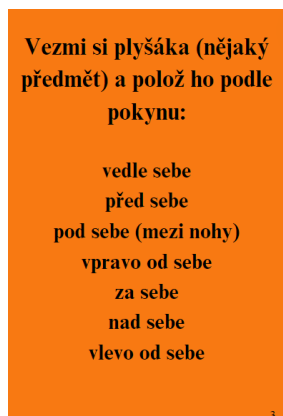 Vezmi si plyšáka (nějaký
předmět) a polož ho podle
pokynu:
vedle sebe
před sebe
pod sebe (mezi nohy)
vpravo od sebe
za sebe
nad sebe
vlevo od sebe
3